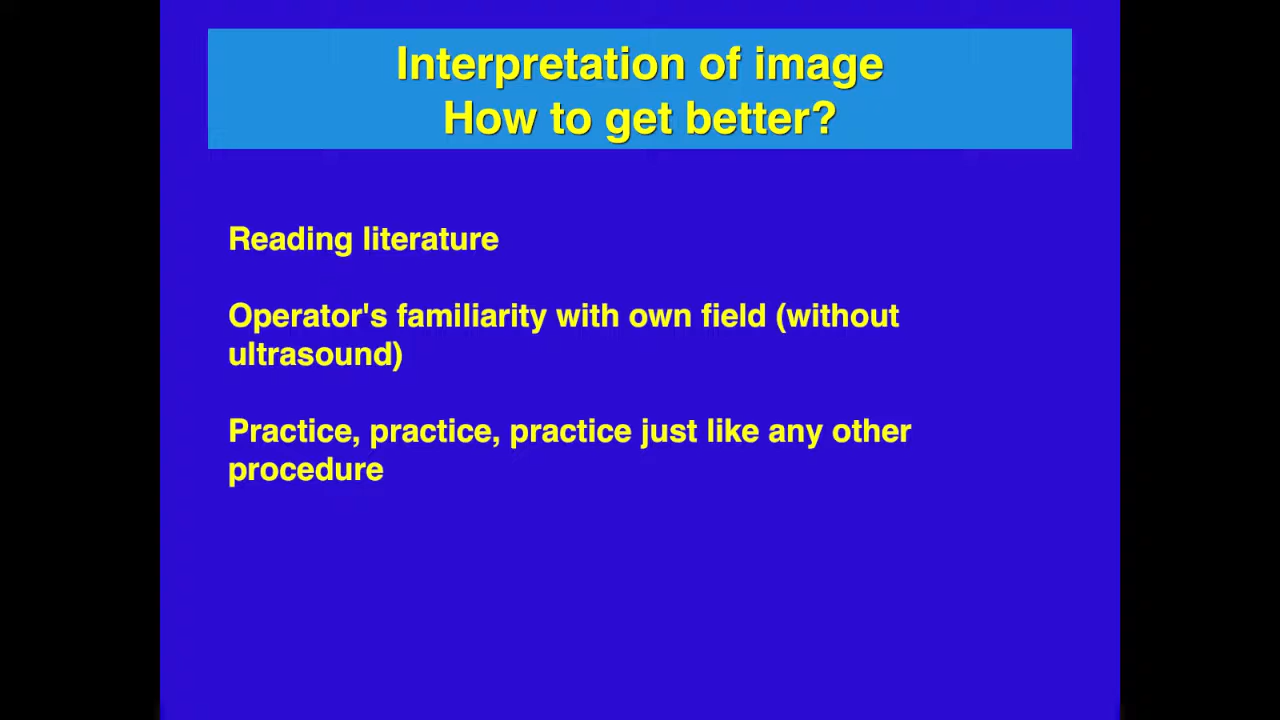 Interpretation of image
How to get better?
Reading literature
Operator's familiarity with own field (without
ultrasound)
Practice, practice, practice just like any other
procedure